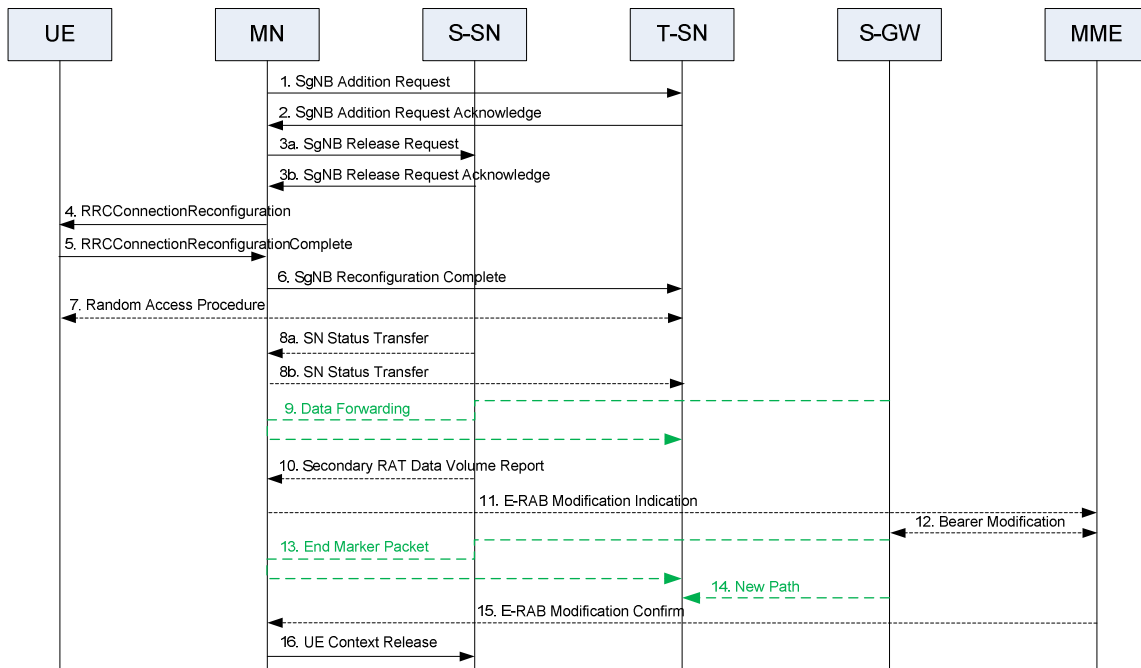 UE MN S-SN T-SN S-GW MME
1. SgNB Addition Request
2. SgNB Addition Request Acknowledge
3a. SgNB Release Request
3b. SgNB Release Request Acknowledge
4. RRCConnectionReconfiguration
5. RRCConnectionReconfigurationComplete
6. SgNB Reconfiguration Complete
7. Random Access Procedure
8a. SN Status Transfer
8b. SN Status Transfer
9. Data Forwarding
10. Secondary RAT Data Volume Report
11. E-RAB Modification Indication
12. Bearer Modification
13. End Marker Packet
14. New Path
15. E-RAB Modification Confirm
16. UE Context Release